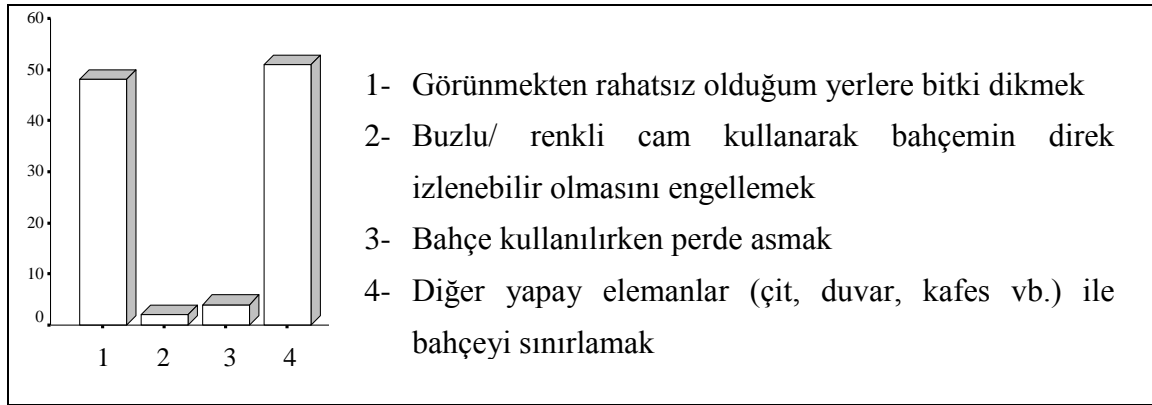 60
50
40
30
20
10
0
1 2 3 4
1- Görünmekten rahatsız olduğum yerlere bitki dikmek
2- Buzlu/ renkli cam kullanarak bahçemin direk
izlenebilir olmasını engellemek
3- Bahçe kullanılırken perde asmak
4- Diğer yapay elemanlar (çit, duvar, kafes vb.) ile
bahçeyi sınırlamak